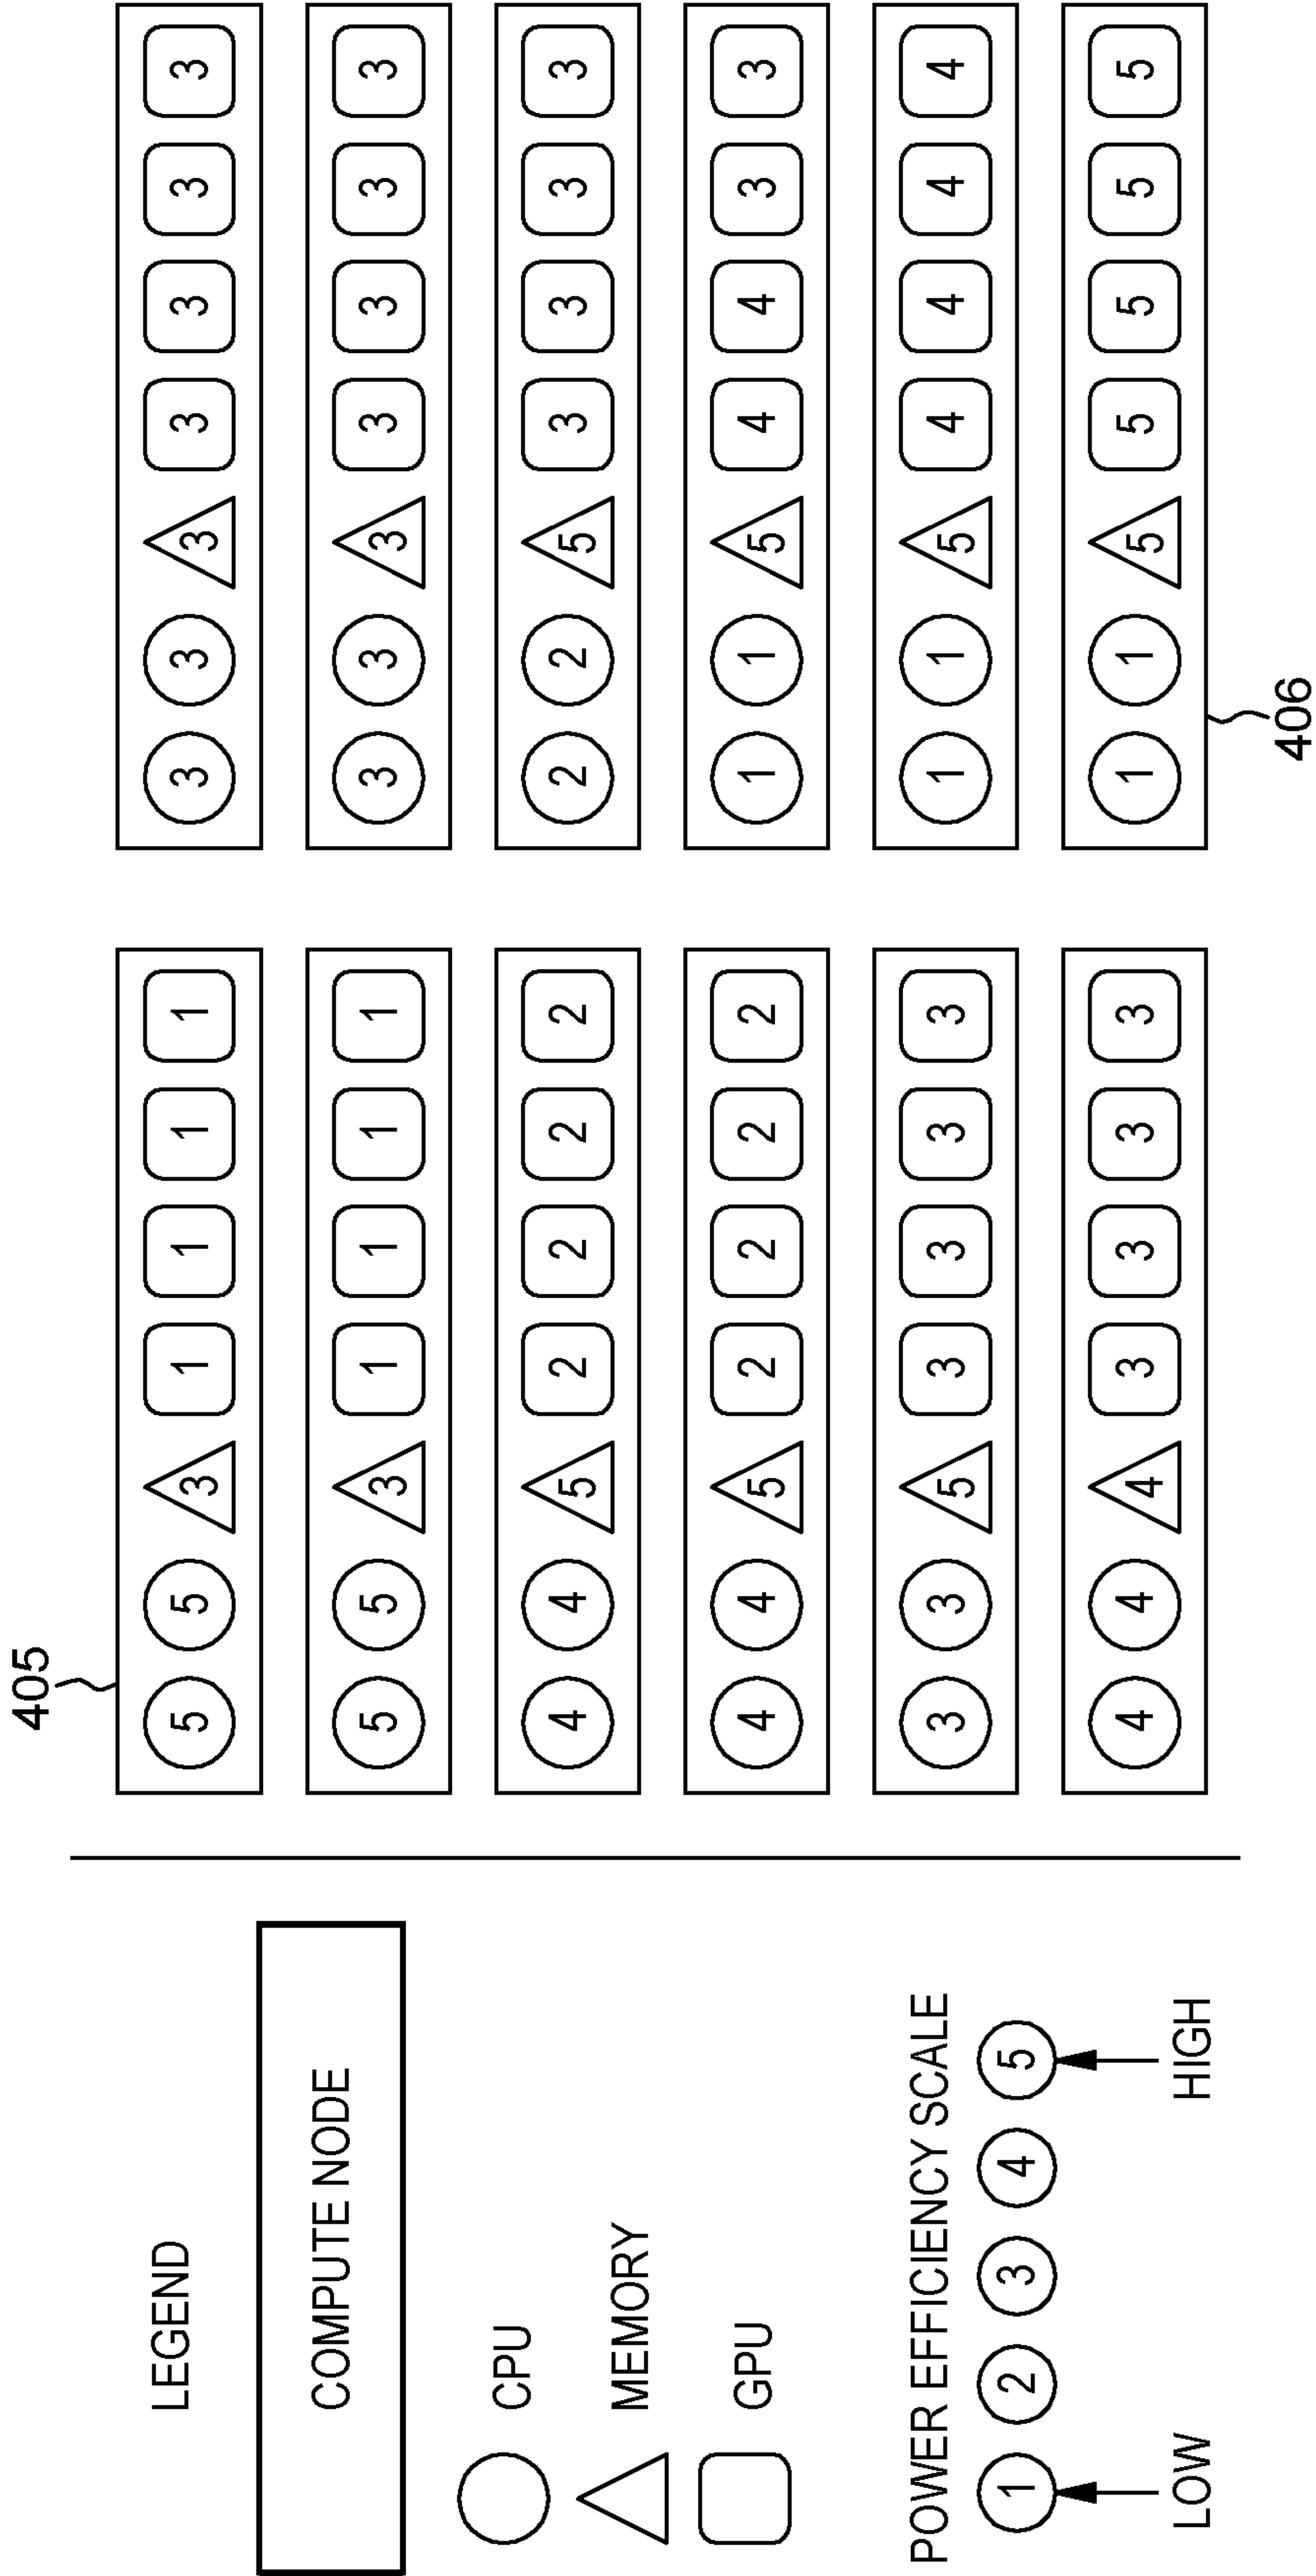 LEGEND
COMPUTE NODE
CPU
MEMORY
GPU
POWER EFFICIENCY SCALE
1 2 3 4 5
LOW HIGH
405
5 5 3 1 1 1 1
5 5 3 1 1 1 1
4 4 5 2 2 2 2
4 4 5 2 2 2 2
3 3 5 3 3 3 3
4 4 4 3 3 3 3
3 3 3 3 3 3 3
3 3 3 3 3 3 3
2 2 5 3 3 3 3
1 1 5 4 4 3 3
1 1 5 4 4 4 4
1 1 5 5 5 5 5
406